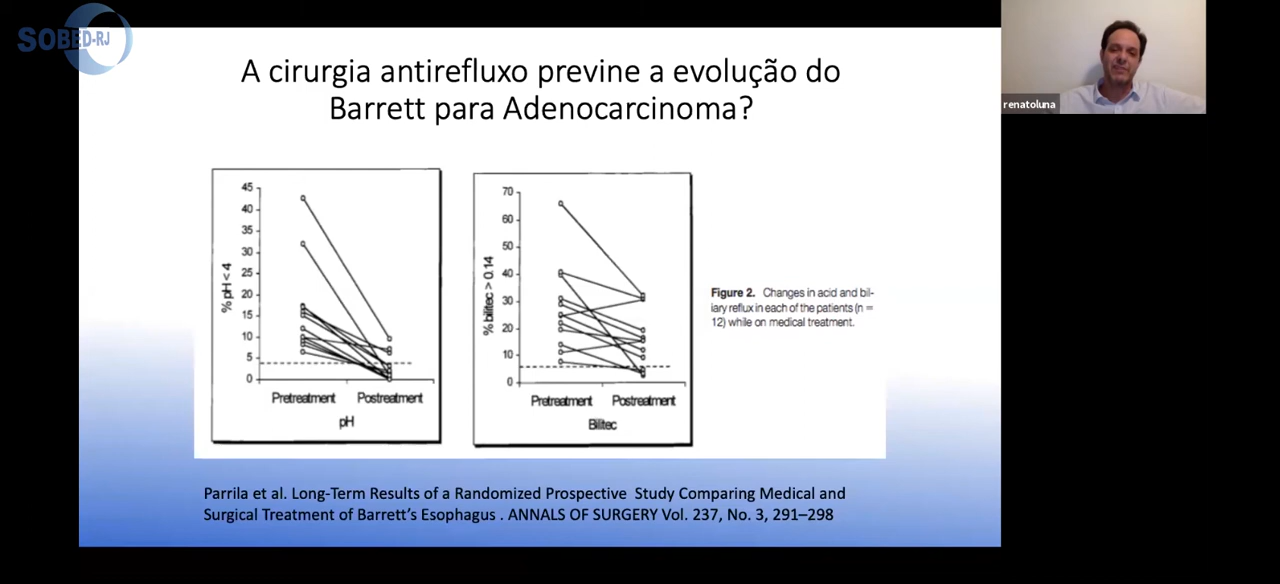 SOBED-RJ
renatoluna
A cirurgia antirefluxo previne a evolução do
Barrett para Adenocarcinoma?
45
40
35
30
25
20
15
10
5
0
% pH < 4
Pretreatment Postreatment
pH
70
60
50
40
30
20
10
0
% bilitec > 0.14
Pretreatment Postreatment
Bilitec
Figure 2. Changes in acid and bil-
iary reflux in each of the patients (n =
12) while on medical treatment.
Parrila et al. Long-Term Results of a Randomized Prospective Study Comparing Medical and
Surgical Treatment of Barrett’s Esophagus . ANNALS OF SURGERY Vol. 237, No. 3, 291–298